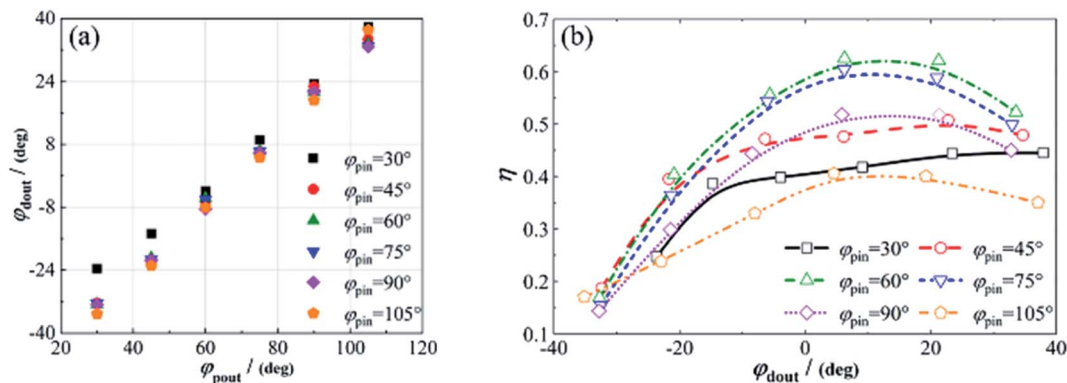 (a)
40
24
8
-8
-24
-40
φdout / (deg)
20
40
60
80
100
120
φpout / (deg)
φpin=30°
φpin=45°
φpin=60°
φpin=75°
φpin=90°
φpin=105°
(b)
0.7
0.6
0.5
0.4
0.3
0.2
0.1
η
-40
-20
0
20
40
φdout / (deg)
φpin=30° φpin=45°
φpin=60° φpin=75°
φpin=90° φpin=105°